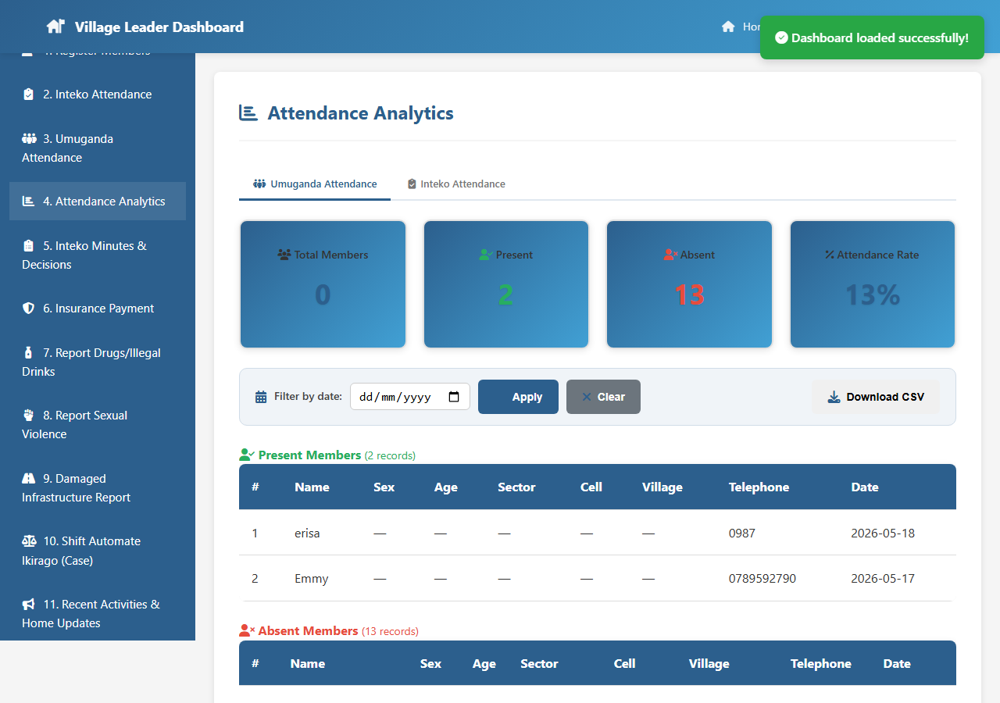 Village Leader Dashboard
Dashboard loaded successfully!
1. Register Members
2. Inteko Attendance
3. Umuganda
Attendance
4. Attendance Analytics
5. Inteko Minutes &
Decisions
6. Insurance Payment
7. Report Drugs/Illegal
Drinks
8. Report Sexual
Violence
9. Damaged
Infrastructure Report
10. Shift Automate
Ikirago (Case)
11. Recent Activities &
Home Updates
Attendance Analytics
Umuganda Attendance Inteko Attendance
Total Members Present Absent Attendance Rate
0 2 13 13%
Filter by date: dd/mm/yyyy Apply Clear Download CSV
Present Members (2 records)
# Name Sex Age Sector Cell Village Telephone Date
1 erisa — — — — — 0987 2026-05-18
2 Emmy — — — — — 0789592790 2026-05-17
Absent Members (13 records)
# Name Sex Age Sector Cell Village Telephone Date